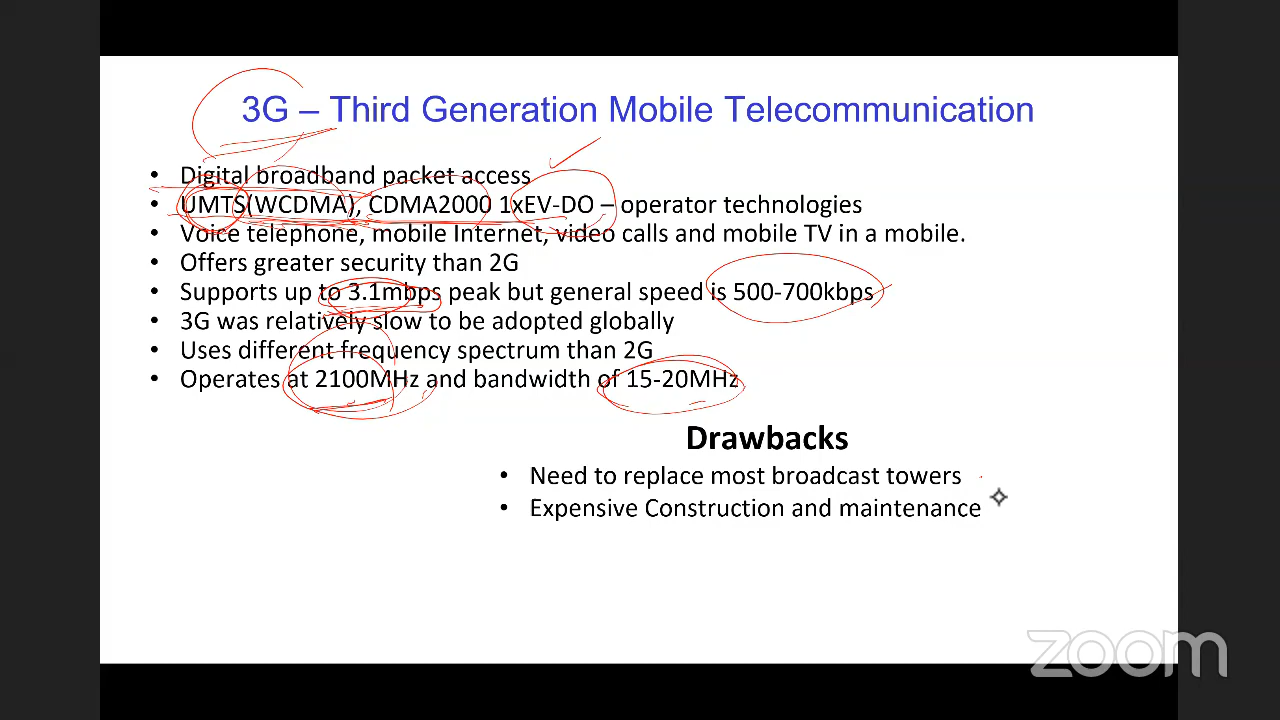 3G – Third Generation Mobile Telecommunication
• Digital broadband packet access
• UMTS(WCDMA), CDMA2000 1xEV-DO – operator technologies
• Voice telephone, mobile Internet, video calls and mobile TV in a mobile.
• Offers greater security than 2G
• Supports up to 3.1mbps peak but general speed is 500-700kbps
• 3G was relatively slow to be adopted globally
• Uses different frequency spectrum than 2G
• Operates at 2100MHz and bandwidth of 15-20MHz
Drawbacks
• Need to replace most broadcast towers
• Expensive Construction and maintenance
zoom